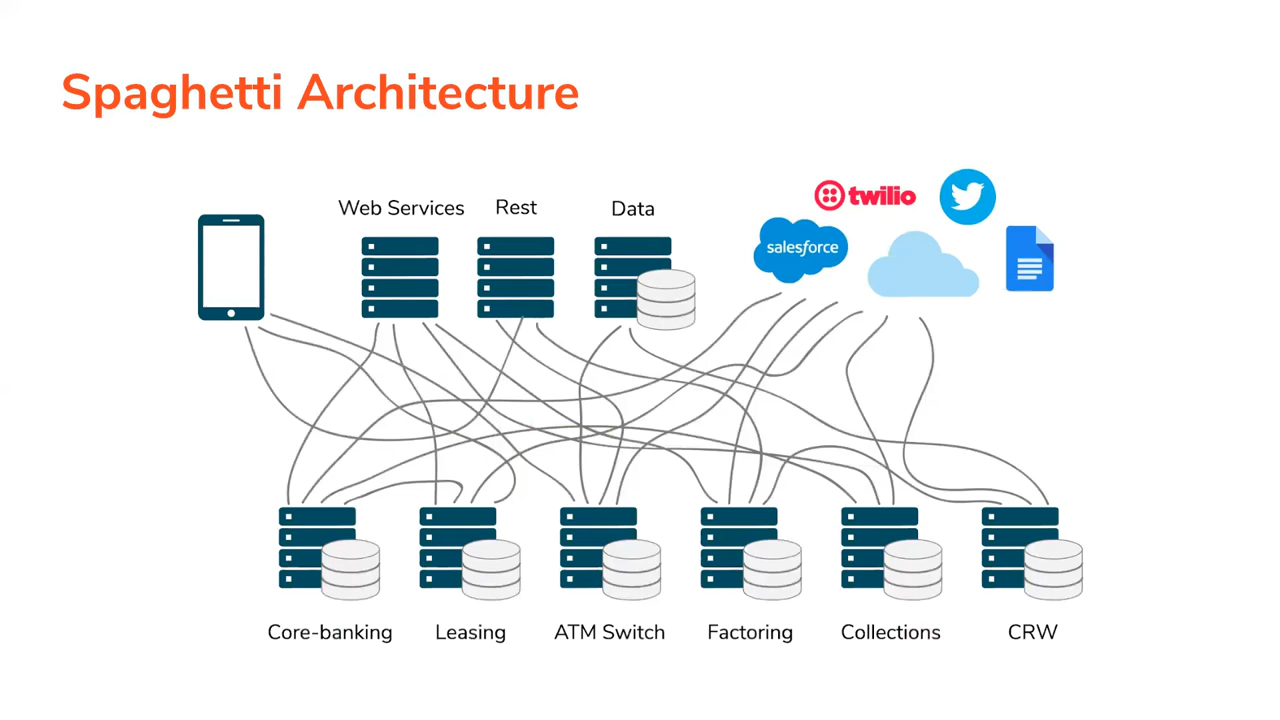 Spaghetti Architecture
Web Services
Rest
Data
twilio
salesforce
Core-banking
Leasing
ATM Switch
Factoring
Collections
CRW